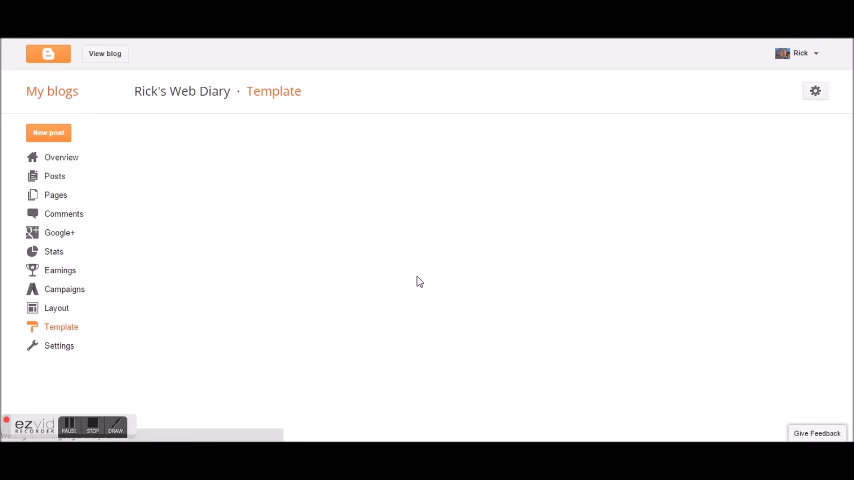 View blog
Rick
My blogs
Rick's Web Diary · Template
New post
Overview
Posts
Pages
Comments
Google+
Stats
Earnings
Campaigns
Layout
Template
Settings
ezvid
RECORDER
PAUSE
STOP
DRAW
Give Feedback